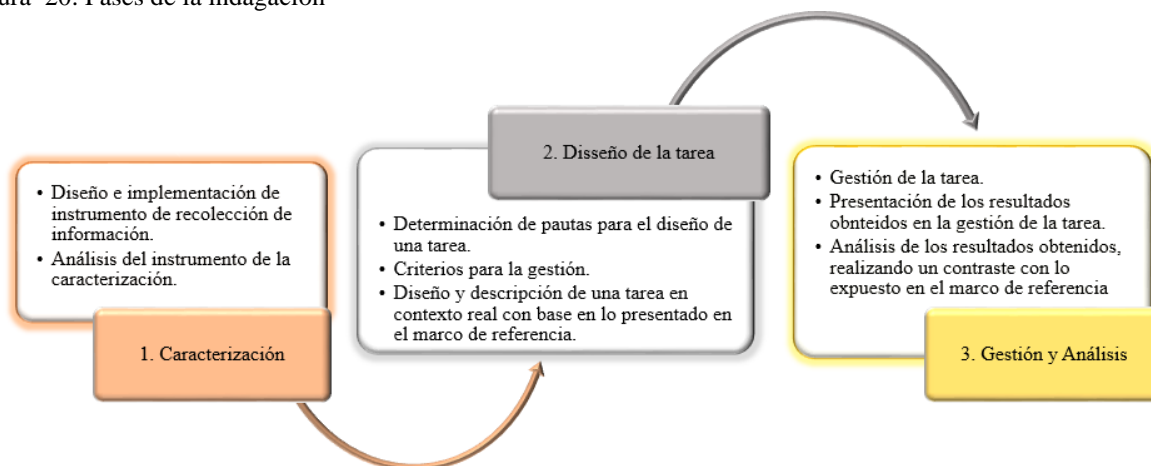 ura 20. Fases de la indagación
• Diseño e implementación de
instrumento de recolección de
información.
• Análisis del instrumento de la
caracterización.
1. Caracterización
2. Disseño de la tarea
• Determinación de pautas para el diseño de
una tarea.
• Criterios para la gestión.
• Diseño y descripción de una tarea en
contexto real con base en lo presentado en
el marco de referencia.
• Gestión de la tarea.
• Presentación de los resultados
obnteidos en la gestión de la tarea.
• Análisis de los resultados obtenidos,
realizando un contraste con lo
expuesto en el marco de referencia
3. Gestión y Análisis